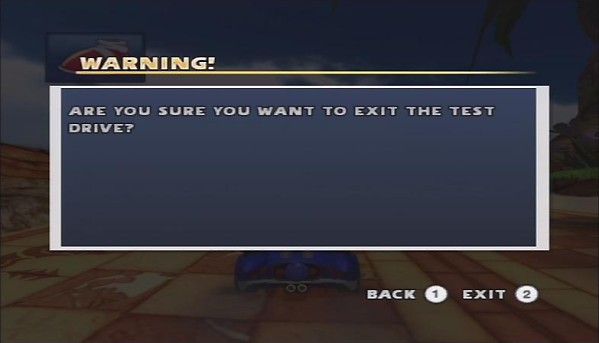 WARNING!
ARE YOU SURE YOU WANT TO EXIT THE TEST
DRIVE?
BACK 1 EXIT 2